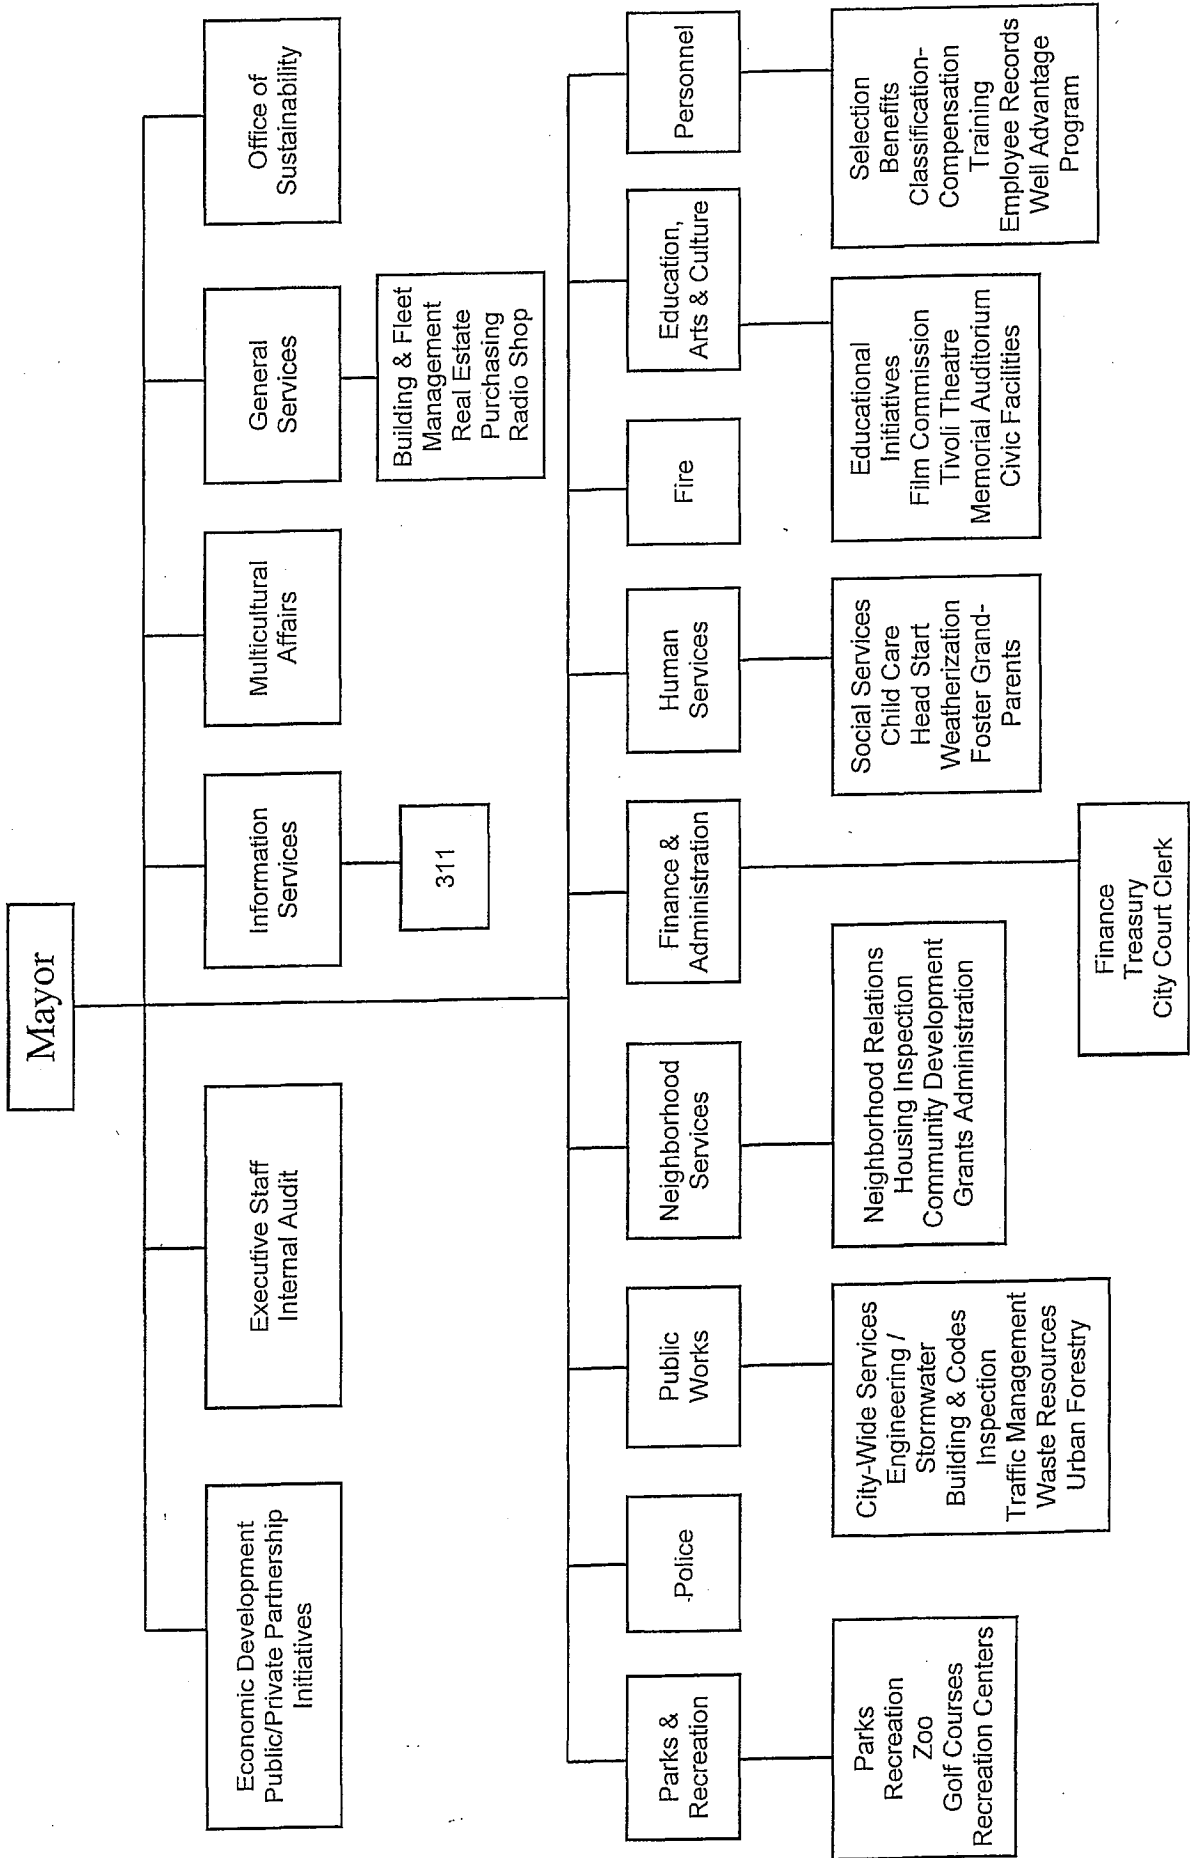 Mayor
Economic Development
Public/Private Partnership
Initiatives
Executive Staff
Internal Audit
Information
Services
Multicultural
Affairs
General
Services
Office of
Sustainability
311
Building & Fleet
Management
Real Estate
Purchasing
Radio Shop
Parks &
Recreation
Police
Public
Works
Neighborhood
Services
Finance &
Administration
Human
Services
Fire
Education,
Arts & Culture
Personnel
Parks
Recreation
Zoo
Golf Courses
Recreation Centers
City-Wide Services
Engineering /
Stormwater
Building & Codes
Inspection
Traffic Management
Waste Resources
Urban Forestry
Neighborhood Relations
Housing Inspection
Community Development
Grants Administration
Finance
Treasury
City Court Clerk
Social Services
Child Care
Head Start
Weatherization
Foster Grand-
Parents
Educational
Initiatives
Film Commission
Tivoli Theatre
Memorial Auditorium
Civic Facilities
Selection
Benefits
Classification-
Compensation
Training
Employee Records
Well Advantage
Program